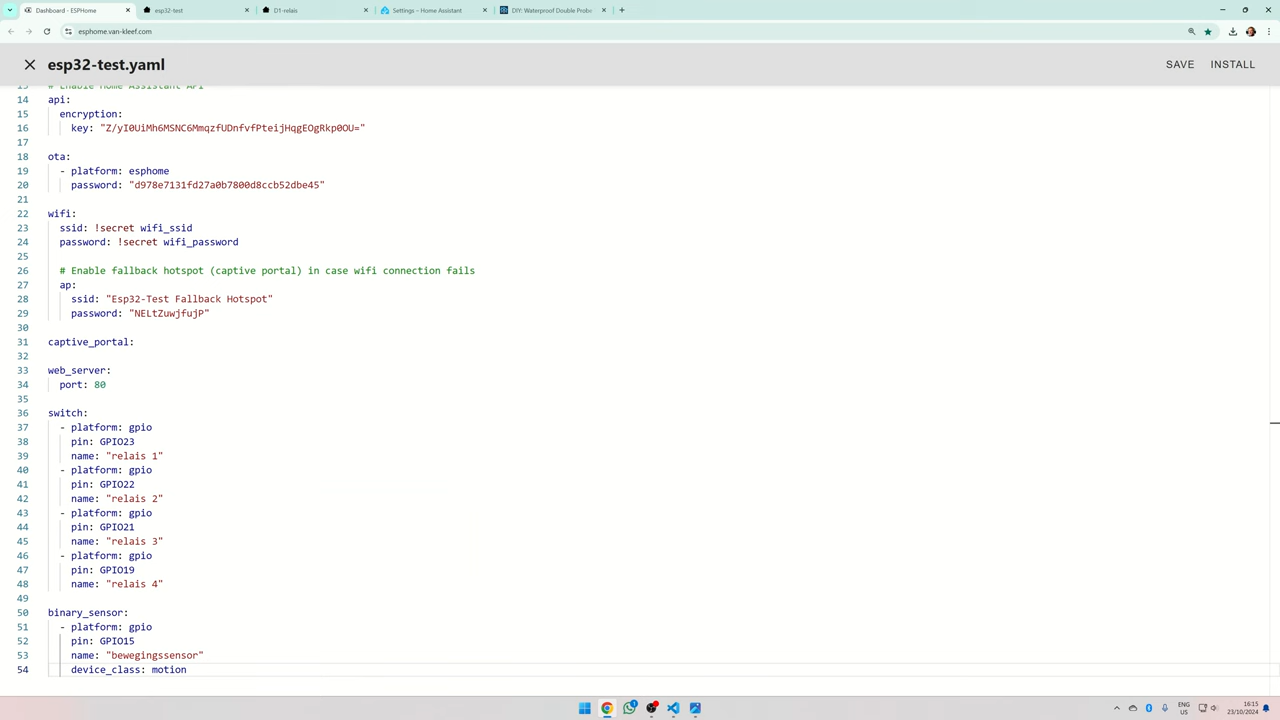 Dashboard - ESPHome
esp32-test
D1-relais
Settings – Home Assistant
DIY: Waterproof Double Probe
esphome.van-kleef.com
esp32-test.yaml
SAVE
INSTALL
13 # Enable Home Assistant API
14 api:
15 encryption:
16 key: "Z/yI0UiMh6MSNC6MmqzfUDnfvfPteijHqgEOgRkp0OU="
17
18 ota:
19 - platform: esphome
20 password: "d978e7131fd27a0b7800d8ccb52dbe45"
21
22 wifi:
23 ssid: !secret wifi_ssid
24 password: !secret wifi_password
25
26 # Enable fallback hotspot (captive portal) in case wifi connection fails
27 ap:
28 ssid: "Esp32-Test Fallback Hotspot"
29 password: "NELtZuwjfujP"
30
31 captive_portal:
32
33 web_server:
34 port: 80
35
36 switch:
37 - platform: gpio
38 pin: GPIO23
39 name: "relais 1"
40 - platform: gpio
41 pin: GPIO22
42 name: "relais 2"
43 - platform: gpio
44 pin: GPIO21
45 name: "relais 3"
46 - platform: gpio
47 pin: GPIO19
48 name: "relais 4"
49
50 binary_sensor:
51 - platform: gpio
52 pin: GPIO15
53 name: "bewegingssensor"
54 device_class: motion
ENG
US
16:15
23/10/2024